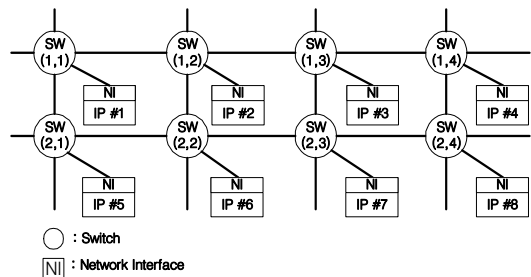 SW (1,1) SW (1,2) SW (1,3) SW (1,4)
NI NI NI NI
IP #1 IP #2 IP #3 IP #4
SW (2,1) SW (2,2) SW (2,3) SW (2,4)
NI NI NI NI
IP #5 IP #6 IP #7 IP #8
: Switch
NI : Network Interface